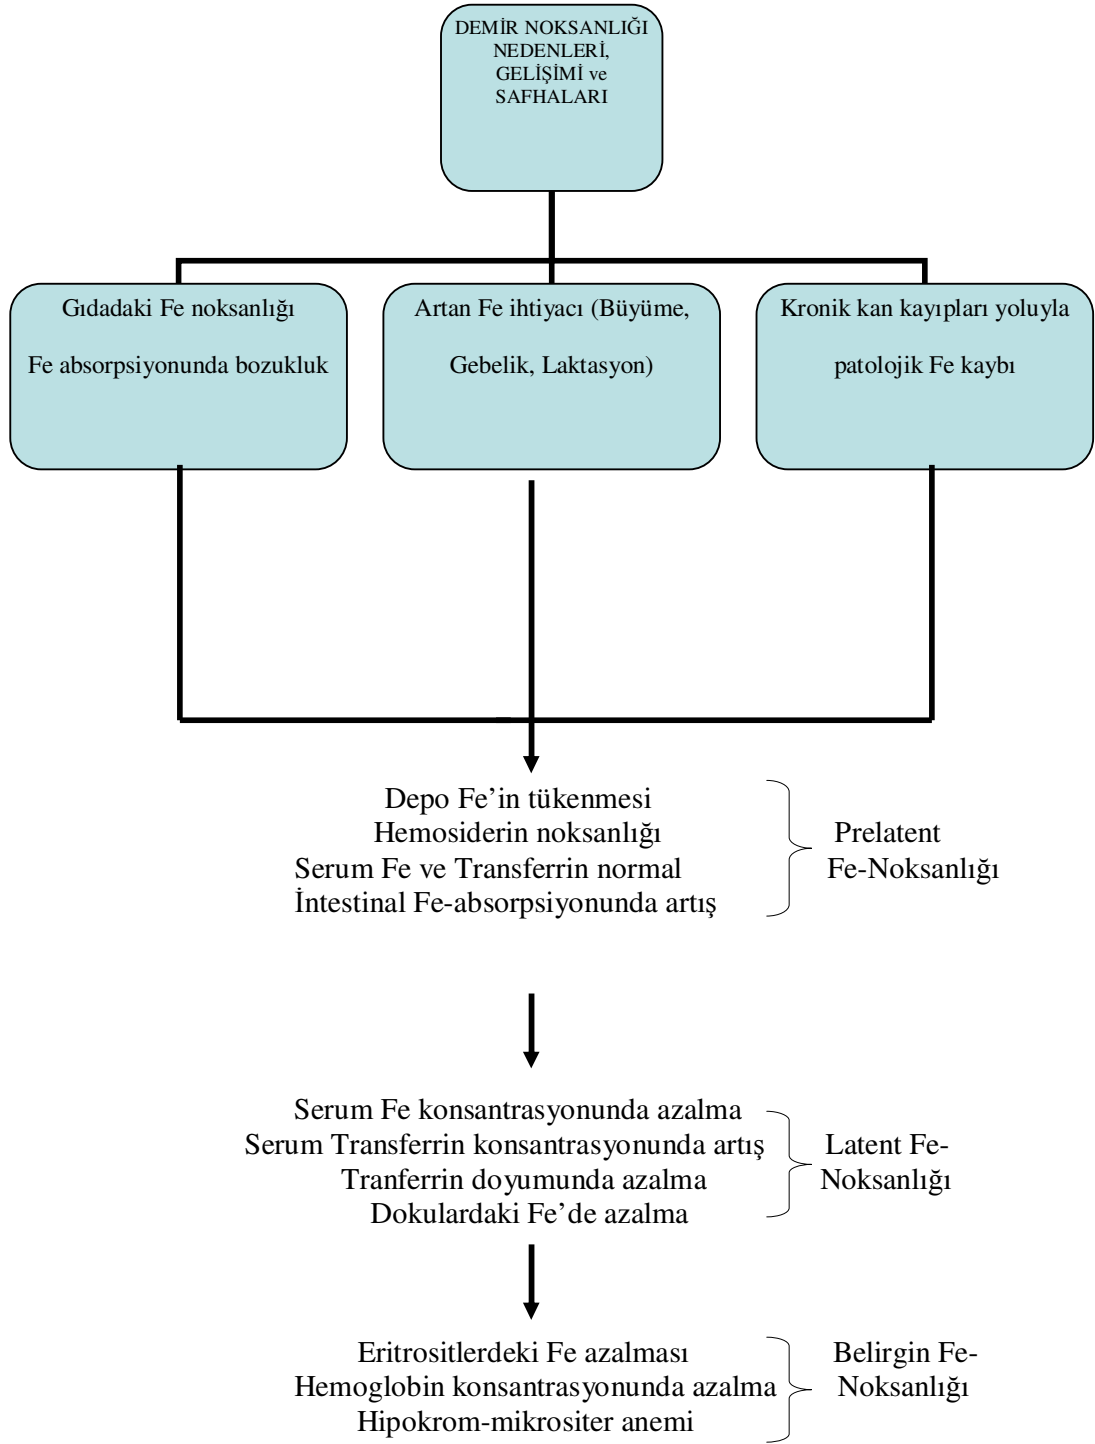 DEMİR NOKSANLIĞI
NEDENLERİ,
GELİŞİMİ ve
SAFHALARI
Gıdadaki Fe noksanlığı
Fe absorpsiyonunda bozukluk
Artan Fe ihtiyacı (Büyüme,
Gebelik, Laktasyon)
Kronik kan kayıpları yoluyla
patolojik Fe kaybı
Depo Fe’in tükenmesi
Hemosiderin noksanlığı
Serum Fe ve Transferrin normal
İntestinal Fe-absorpsiyonunda artış
Prelatent
Fe-Noksanlığı
Serum Fe konsantrasyonunda azalma
Serum Transferrin konsantrasyonunda artış
Tranferrin doyumunda azalma
Dokulardaki Fe’de azalma
Latent Fe-
Noksanlığı
Eritrositlerdeki Fe azalması
Hemoglobin konsantrasyonunda azalma
Hipokrom-mikrositer anemi
Belirgin Fe-
Noksanlığı